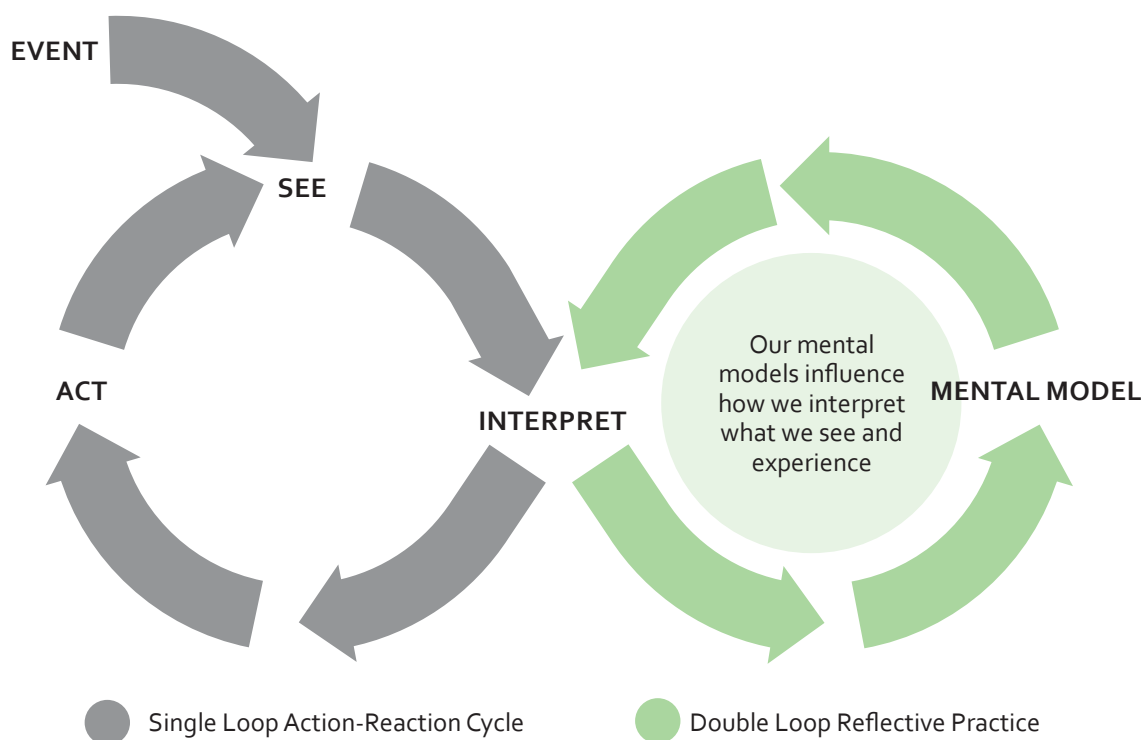 EVENT
SEE
ACT
INTERPRET
Our mental
models influence
how we interpret
what we see and
experience
MENTAL MODEL
Single Loop Action-Reaction Cycle
Double Loop Reflective Practice